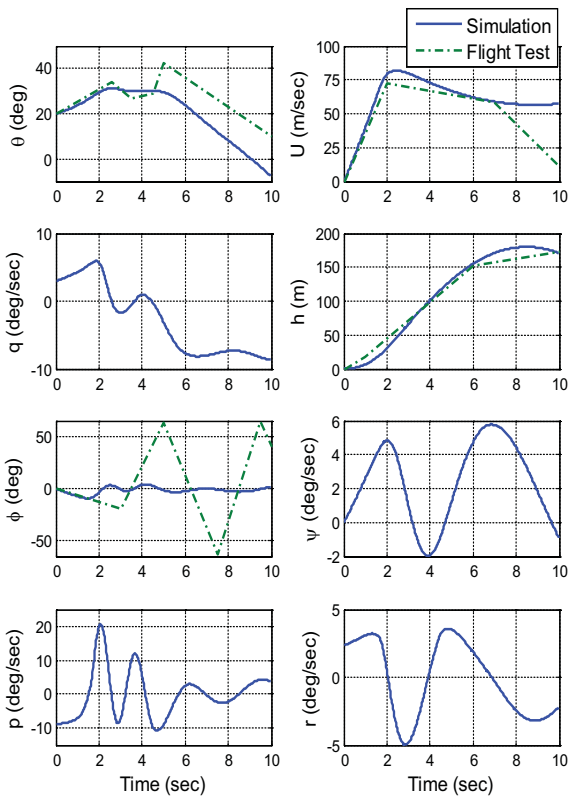 Simulation
Flight Test
θ (deg)
40
20
0
0 2 4 6 8 10
U (m/sec)
100
75
50
25
0
0 2 4 6 8 10
q (deg/sec)
10
0
-10
0 2 4 6 8 10
h (m)
200
150
100
50
0
0 2 4 6 8 10
ϕ (deg)
50
0
-50
0 2 4 6 8 10
ψ (deg/sec)
6
4
2
0
-2
0 2 4 6 8 10
p (deg/sec)
20
10
0
-10
0 2 4 6 8 10
Time (sec)
r (deg/sec)
5
0
-5
0 2 4 6 8 10
Time (sec)